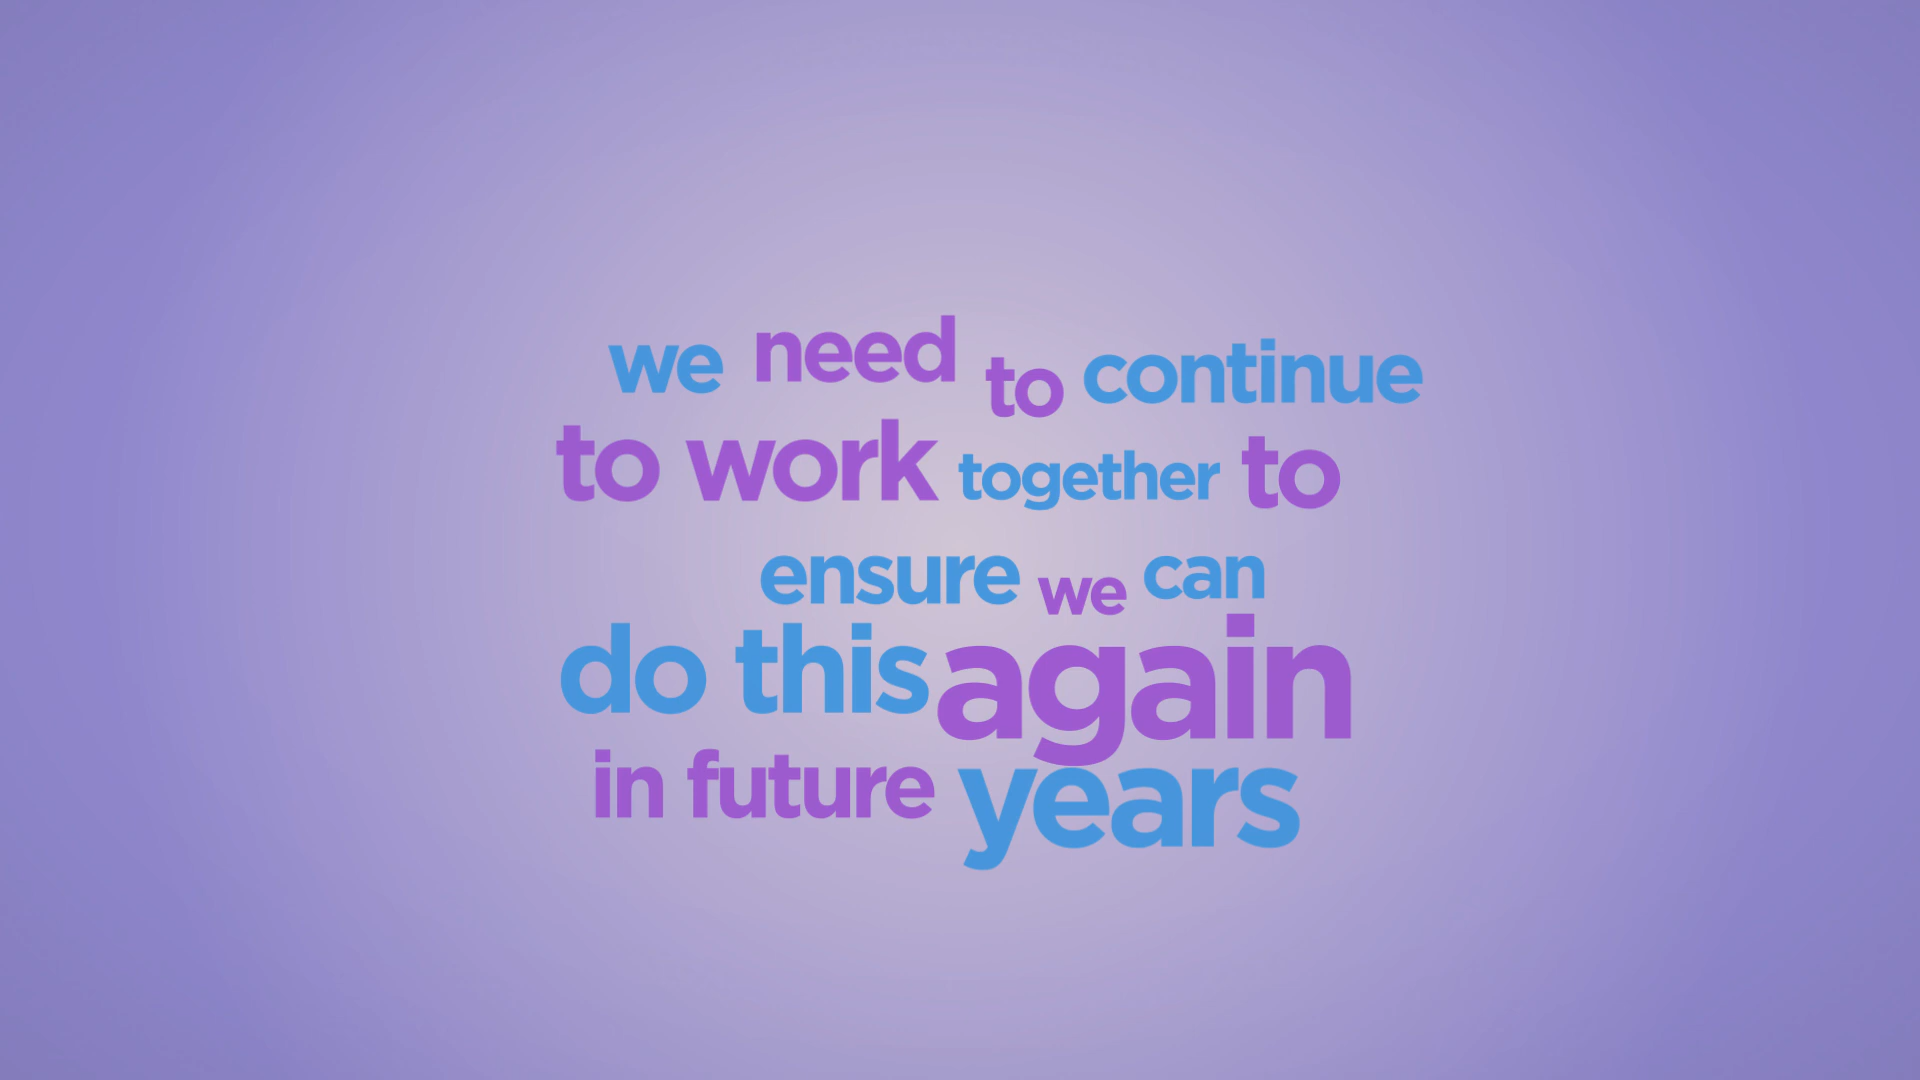 we need to continue
to work together to
ensure we can
do this again
in future years